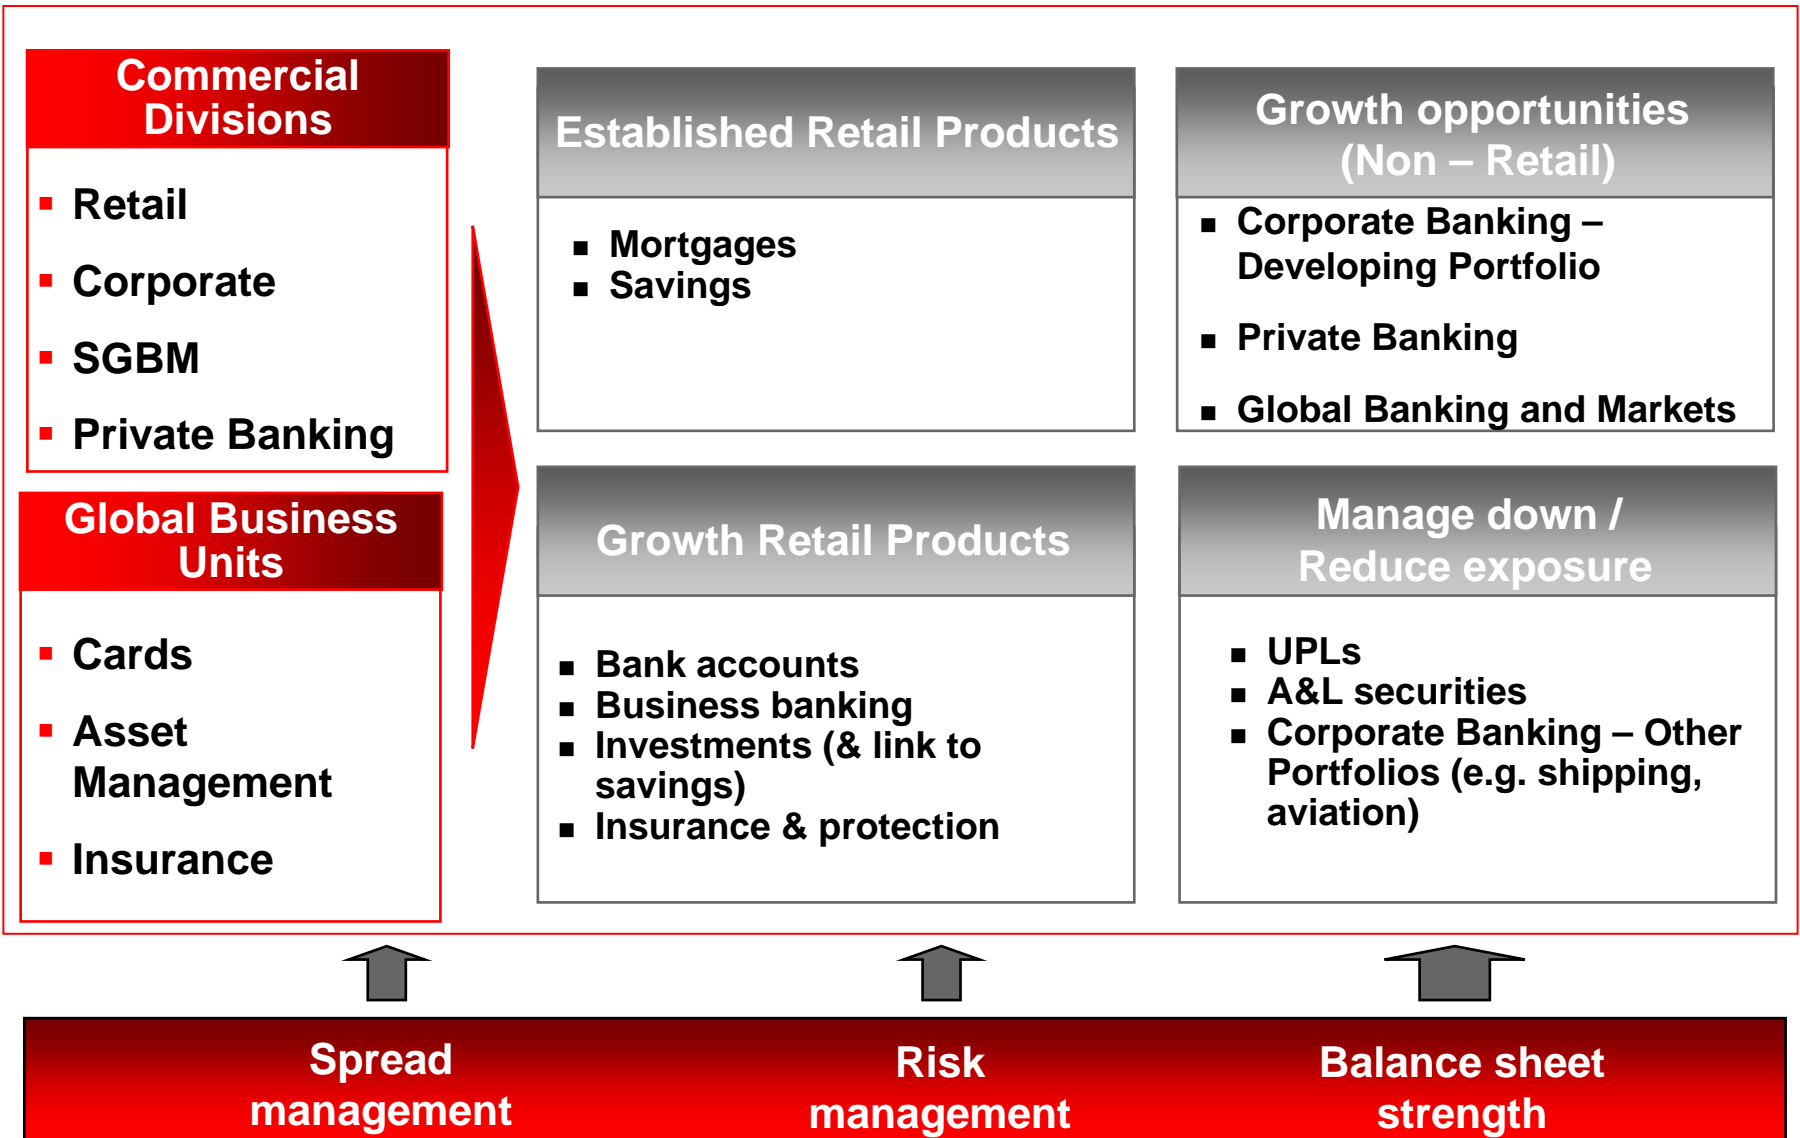 Commercial
Divisions
Retail
Corporate
SGBM
Private Banking
Global Business
Units
Cards
Asset
Management
Insurance
Established Retail Products
Mortgages
Savings
Growth opportunities
(Non – Retail)
Corporate Banking –
Developing Portfolio
Private Banking
Global Banking and Markets
Growth Retail Products
Bank accounts
Business banking
Investments (& link to
savings)
Insurance & protection
Manage down /
Reduce exposure
UPLs
A&L securities
Corporate Banking – Other
Portfolios (e.g. shipping,
aviation)
Spread
management
Risk
management
Balance sheet
strength